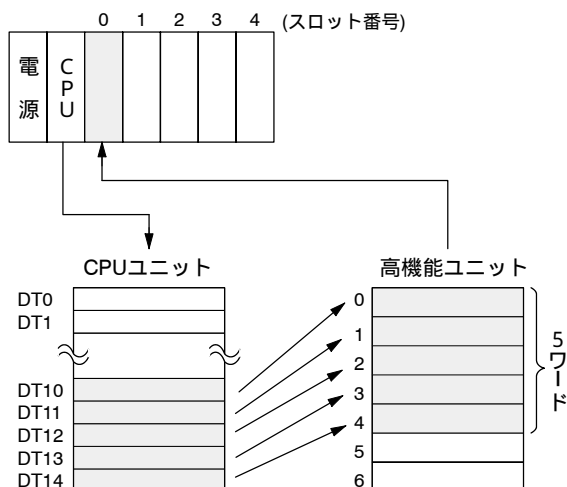 0 1 2 3 4 (スロット番号)
電源
CPU
CPUユニット
高機能ユニット
DT0
DT1
DT10
DT11
DT12
DT13
DT14
0
1
2
3
4
5
6
5ワード